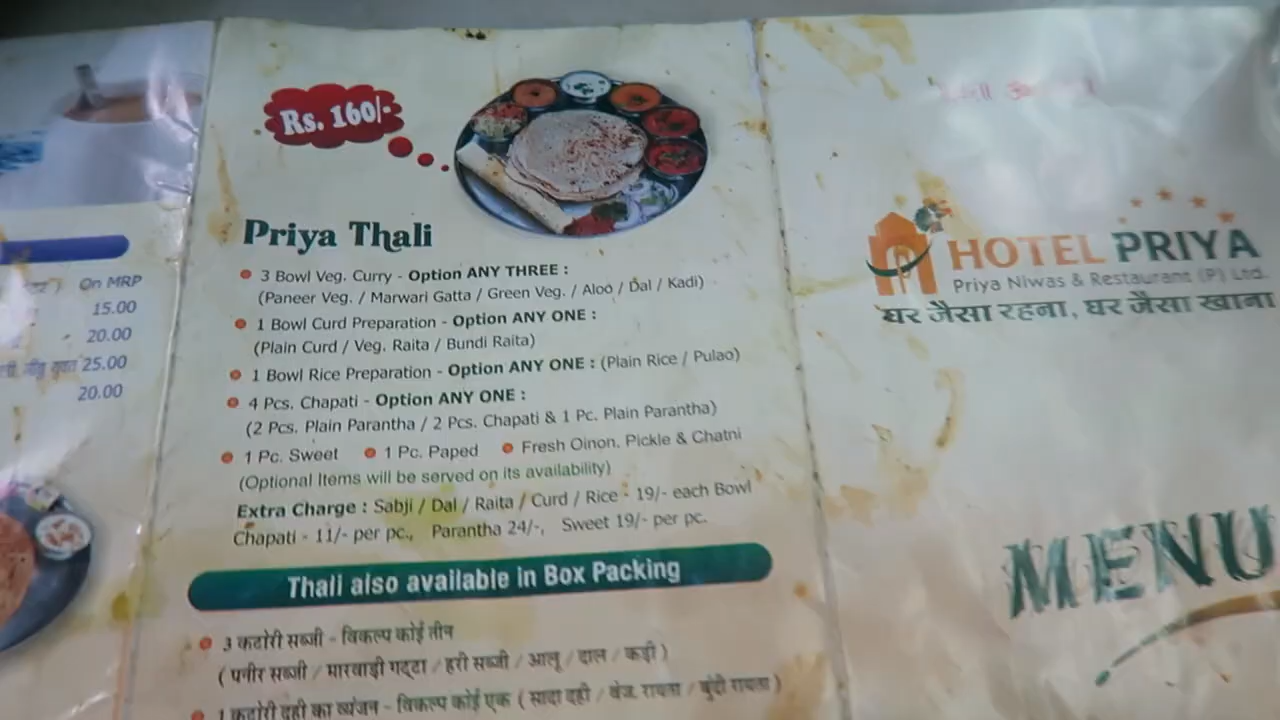 On MRP
15.00
20.00
25.00
20.00
Rs. 160/-
Priya Thali
3 Bowl Veg. Curry - Option ANY THREE :
(Paneer Veg. / Marwari Gatta / Green Veg. / Aloo / Dal / Kadi)
1 Bowl Curd Preparation - Option ANY ONE :
(Plain Curd / Veg. Raita / Bundi Raita)
1 Bowl Rice Preparation - Option ANY ONE : (Plain Rice / Pulao)
4 Pcs. Chapati - Option ANY ONE :
(2 Pcs. Plain Parantha / 2 Pcs. Chapati & 1 Pc. Plain Parantha)
1 Pc. Sweet 1 Pc. Paped Fresh Oinon. Pickle & Chatni
(Optional Items will be served on its availability)
Extra Charge : Sabji / Dal / Raita / Curd / Rice - 19/- each Bowl
Chapati - 11/- per pc., Parantha 24/-, Sweet 19/- per pc.
Thali also available in Box Packing
3 कटोरी सब्जी - विकल्प कोई तीन
( पनीर सब्जी / मारवाड़ी गट्टा / हरी सब्जी / आलू / दाल / कड़ी )
1 कटोरी दही का व्यंजन - विकल्प कोई एक ( सादा दही / वेज. रायता / बुंदी रायता )
HOTEL PRIYA
Priya Niwas & Restaurant (P) Ltd.
घर जैसा रहना, घर जैसा खाना
MENU